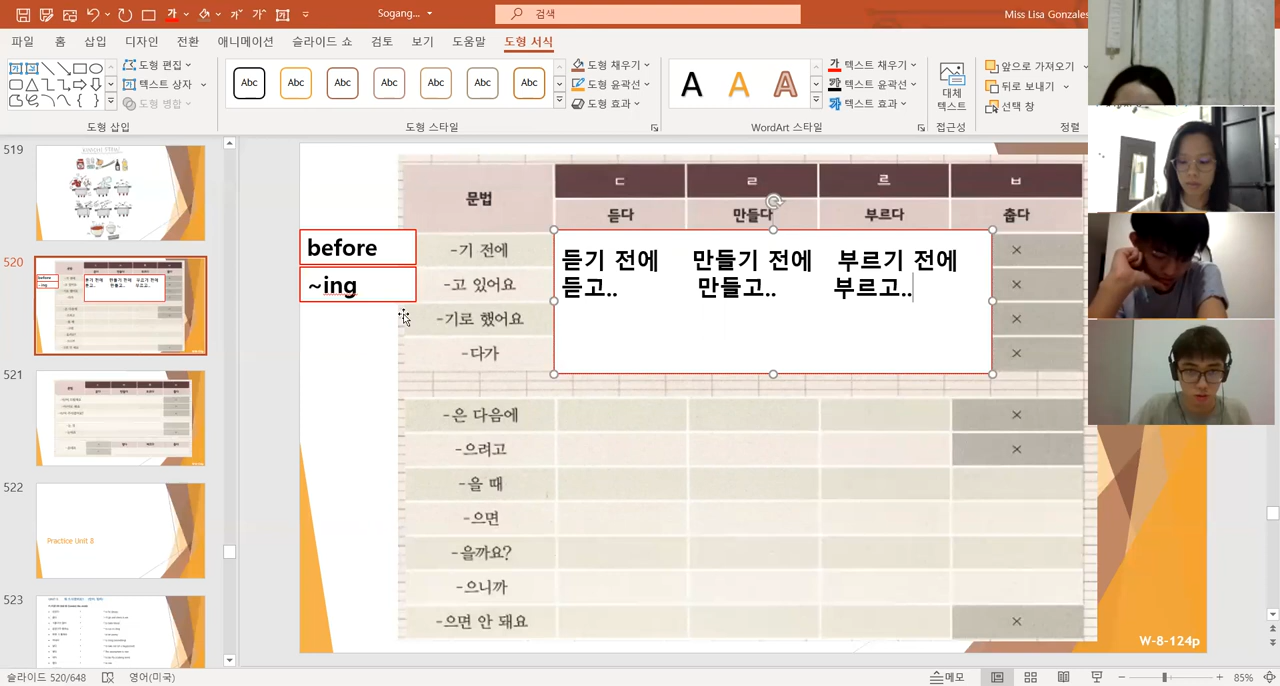 Sogang...
검색
Miss Lisa Gonzales
파일 홈 삽입 디자인 전환 애니메이션 슬라이드 쇼 검토 보기 도움말 도형 서식
도형 편집
텍스트 상자
도형 병합
도형 삽입
Abc Abc Abc Abc Abc Abc Abc
도형 채우기
도형 윤곽선
도형 효과
도형 스타일
A A A
텍스트 채우기
텍스트 윤곽선
텍스트 효과
WordArt 스타일
대체
텍스트
접근성
앞으로 가져오기
뒤로 보내기
선택 창
정렬
519
520
521
522
Practice Unit 8
523
before
~ing
문법 ㄷ ㄹ 르 ㅂ
듣다 만들다 부르다 춥다
-기 전에 듣기 전에 만들기 전에 부르기 전에 ×
-고 있어요 듣고.. 만들고.. 부르고.. ×
-기로 했어요 ×
-다가 ×
-은 다음에 ×
-으려고 ×
-을 때
-으면
-을까요?
-으니까
-으면 안 돼요 ×
W-8-124p
슬라이드 520/648 영어(미국) 메모 85%